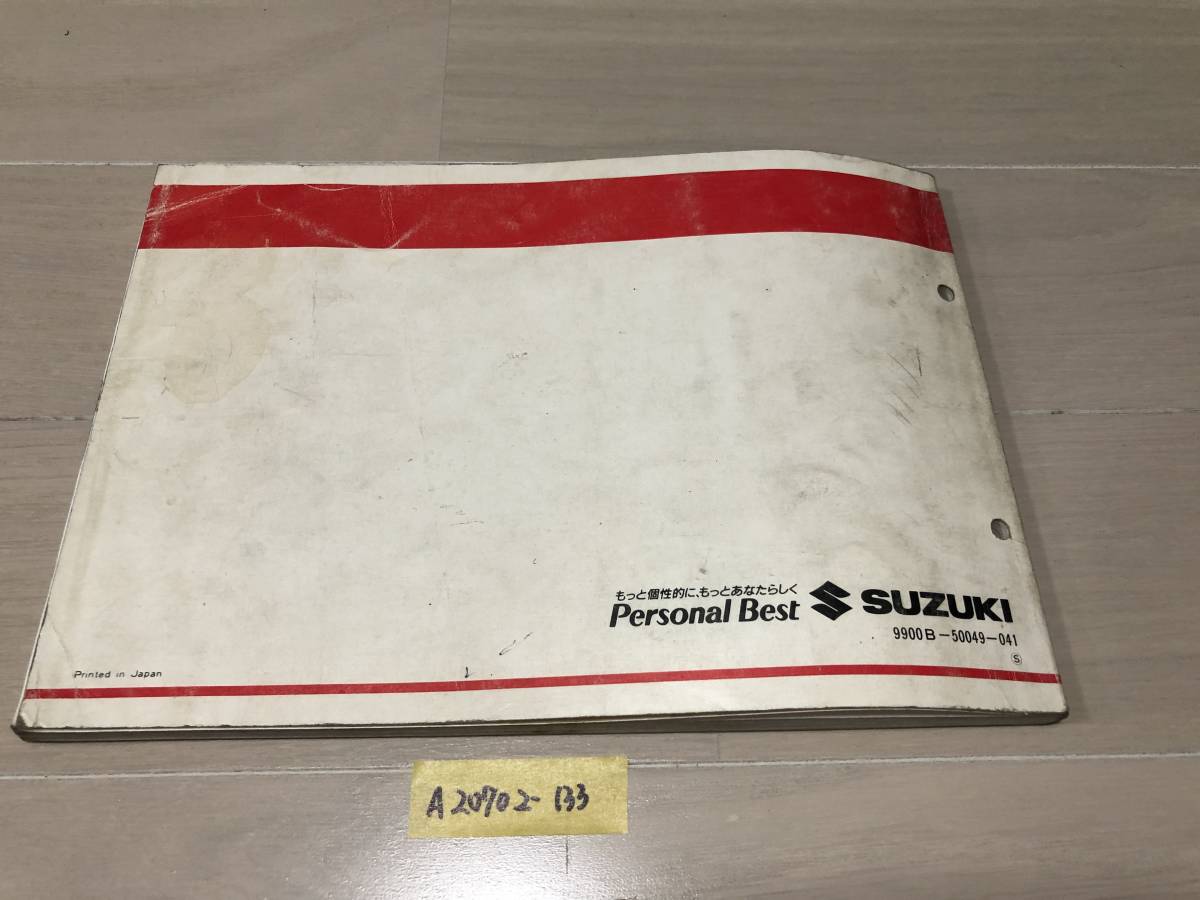 もっと個性的に、もっとあなたらしく
Personal Best SUZUKI
9900B-50049-041
S
Printed in Japan
A20702-133